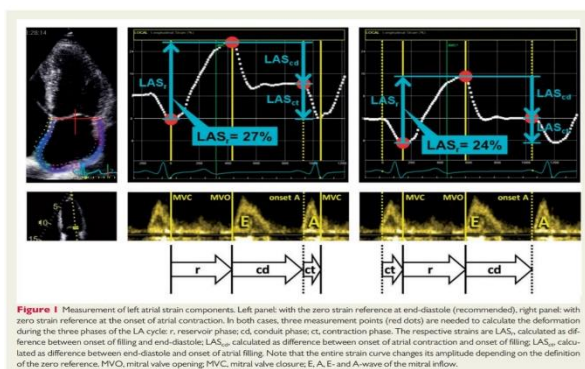 LOCAL
LOCAL
LASr
LAScd
LASct
LASr = 27%
LASr
LAScd
LASct
LASr = 24%
MVC MVO onset A MVC
E A
MVC MVO onset A MVC
E A
r cd ct
ct r cd
Figure 1 Measurement of left atrial strain components. Left panel: with the zero strain reference at end-diastole (recommended), right panel: with
zero strain reference at the onset of atrial contraction. In both cases, three measurement points (red dots) are needed to calculate the deformation
during the three phases of the LA cycle: r, reservoir phase; cd, conduit phase; ct, contraction phase. The respective strains are LASr, calculated as dif-
ference between onset of filling and end-diastole; LAScd, calculated as difference between onset of atrial contraction and onset of filling; LASct, calcu-
lated as difference between end-diastole and onset of atrial filling. Note that the entire strain curve changes its amplitude depending on the definition
of the zero reference. MVO, mitral valve opening; MVC, mitral valve closure; E, A, E- and A-wave of the mitral inflow.